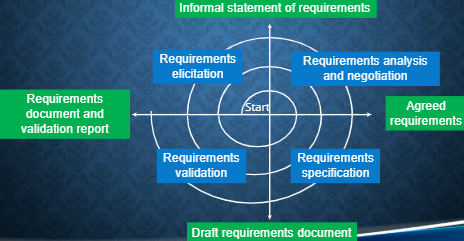 Informal statement of requirements
Requirements
elicitation
Requirements analysis
and negotiation
Requirements
document and
validation report
Start
Agreed
requirements
Requirements
validation
Requirements
specification
Draft requirements document